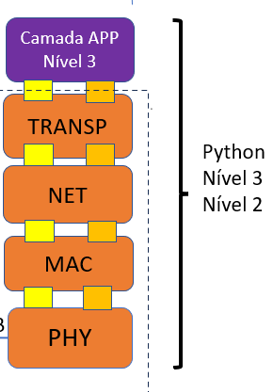 Camada APP
Nível 3
TRANSP
NET
MAC
PHY
Python
Nível 3
Nível 2